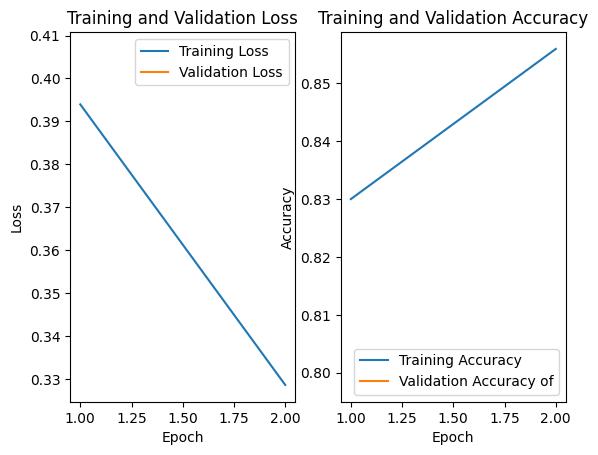 Training and Validation Loss
0.41
0.40
0.39
0.38
0.37
0.36
0.35
0.34
0.33
Loss
Training Loss
Validation Loss
1.00 1.25 1.50 1.75 2.00
Epoch
Training and Validation Accuracy
0.85
0.84
0.83
0.82
0.81
0.80
Accuracy
Training Accuracy
Validation Accuracy of
1.00 1.25 1.50 1.75 2.00
Epoch